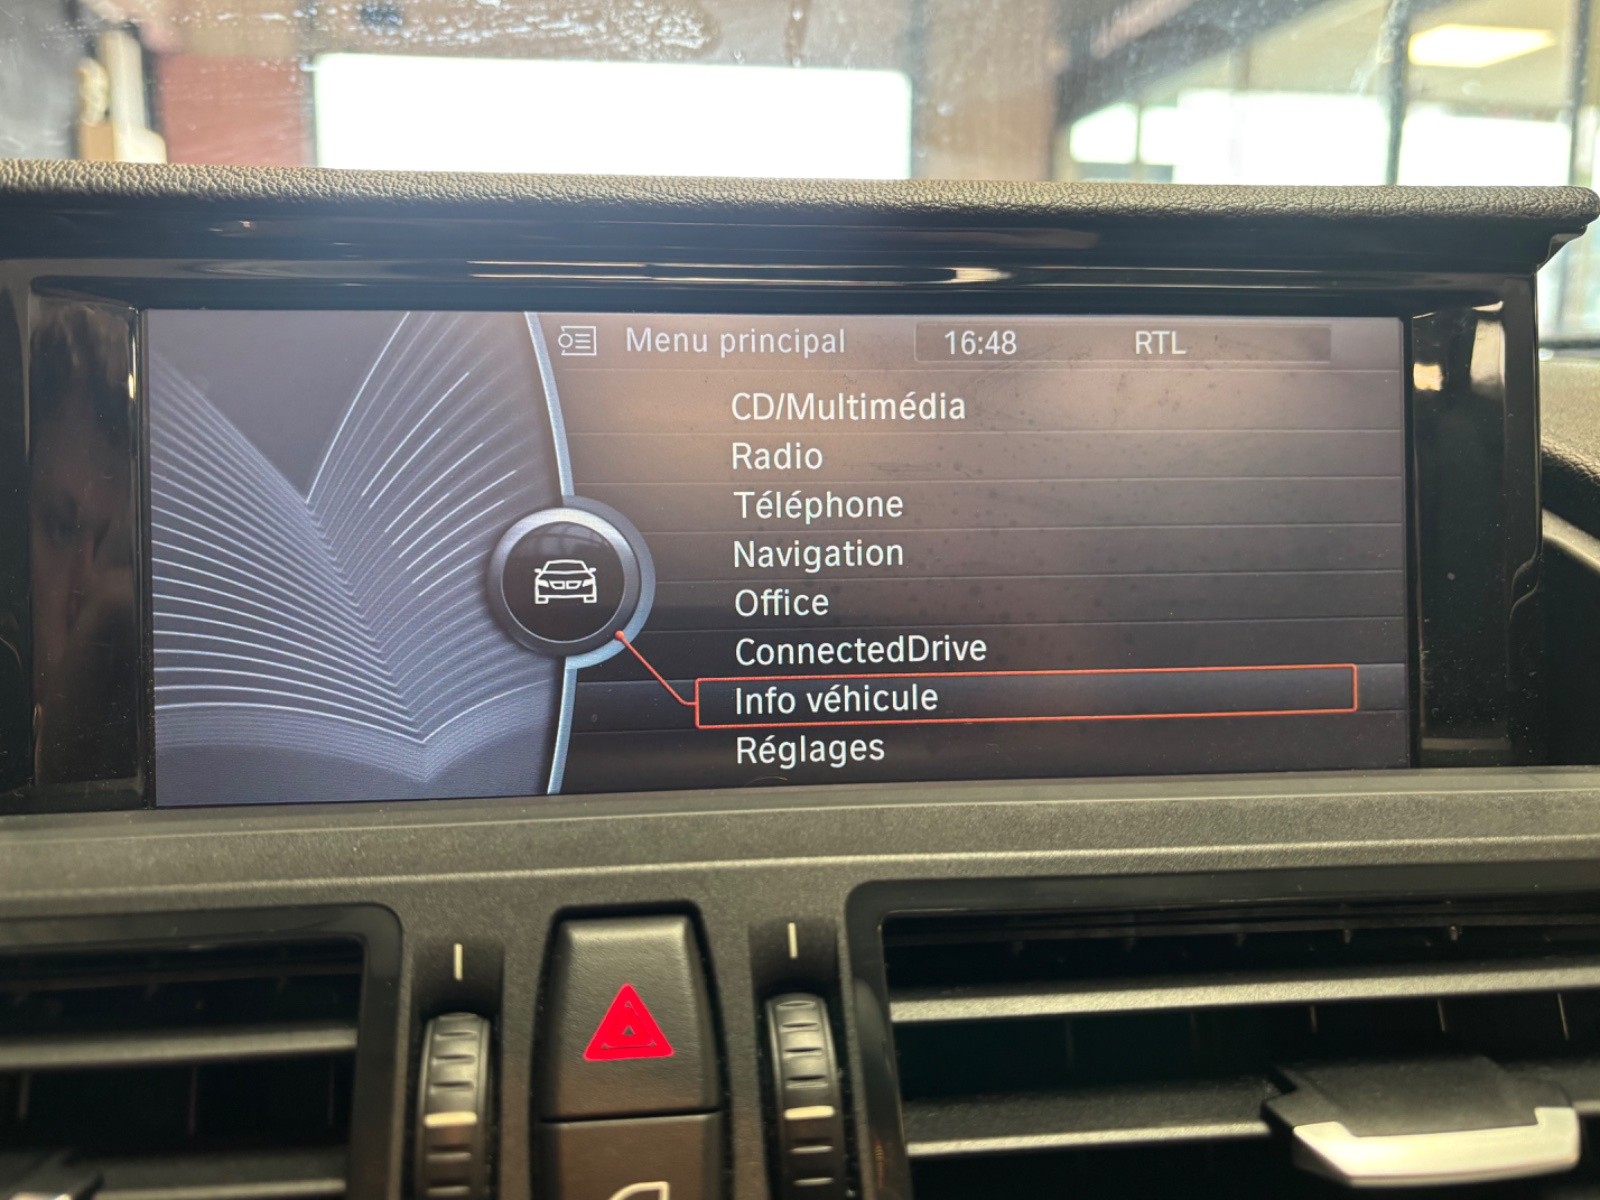 Menu principal 16:48 RTL
CD/Multimédia
Radio
Téléphone
Navigation
Office
ConnectedDrive
Info véhicule
Réglages